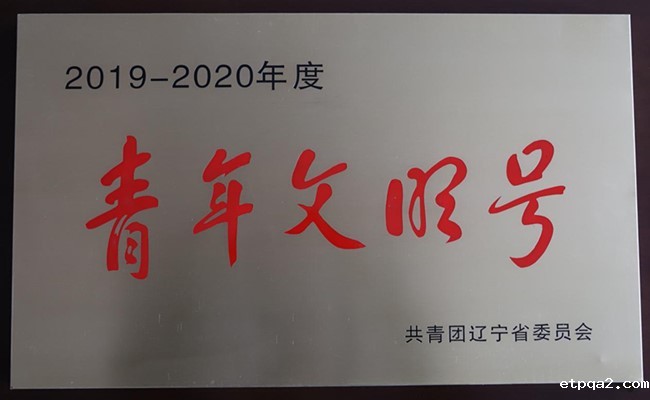 2019-2020年度
青年文明号
共青团辽宁省委员会
etpqa2.com